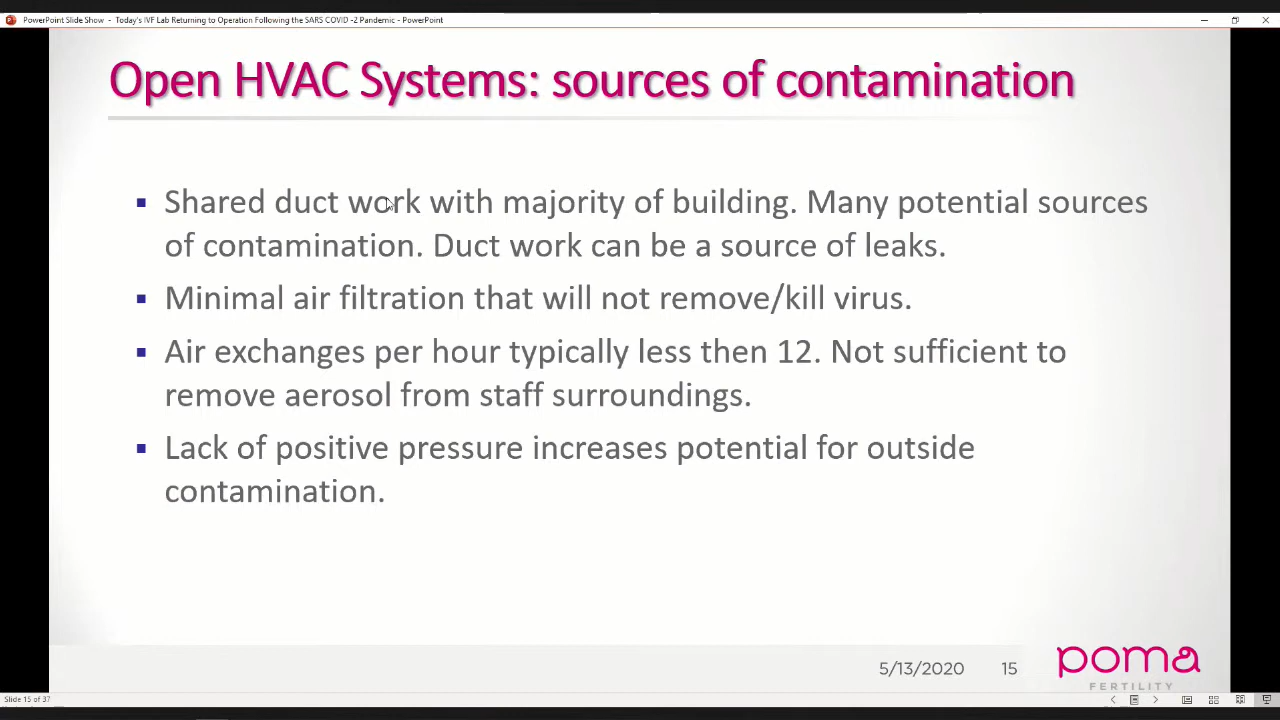 PowerPoint Slide Show - Today's IVF Lab Returning to Operation Following the SARS COVID -2 Pandemic - PowerPoint
Open HVAC Systems: sources of contamination
Shared duct work with majority of building. Many potential sources
of contamination. Duct work can be a source of leaks.
Minimal air filtration that will not remove/kill virus.
Air exchanges per hour typically less then 12. Not sufficient to
remove aerosol from staff surroundings.
Lack of positive pressure increases potential for outside
contamination.
5/13/2020 15
poma
FERTILITY
Slide 15 of 37